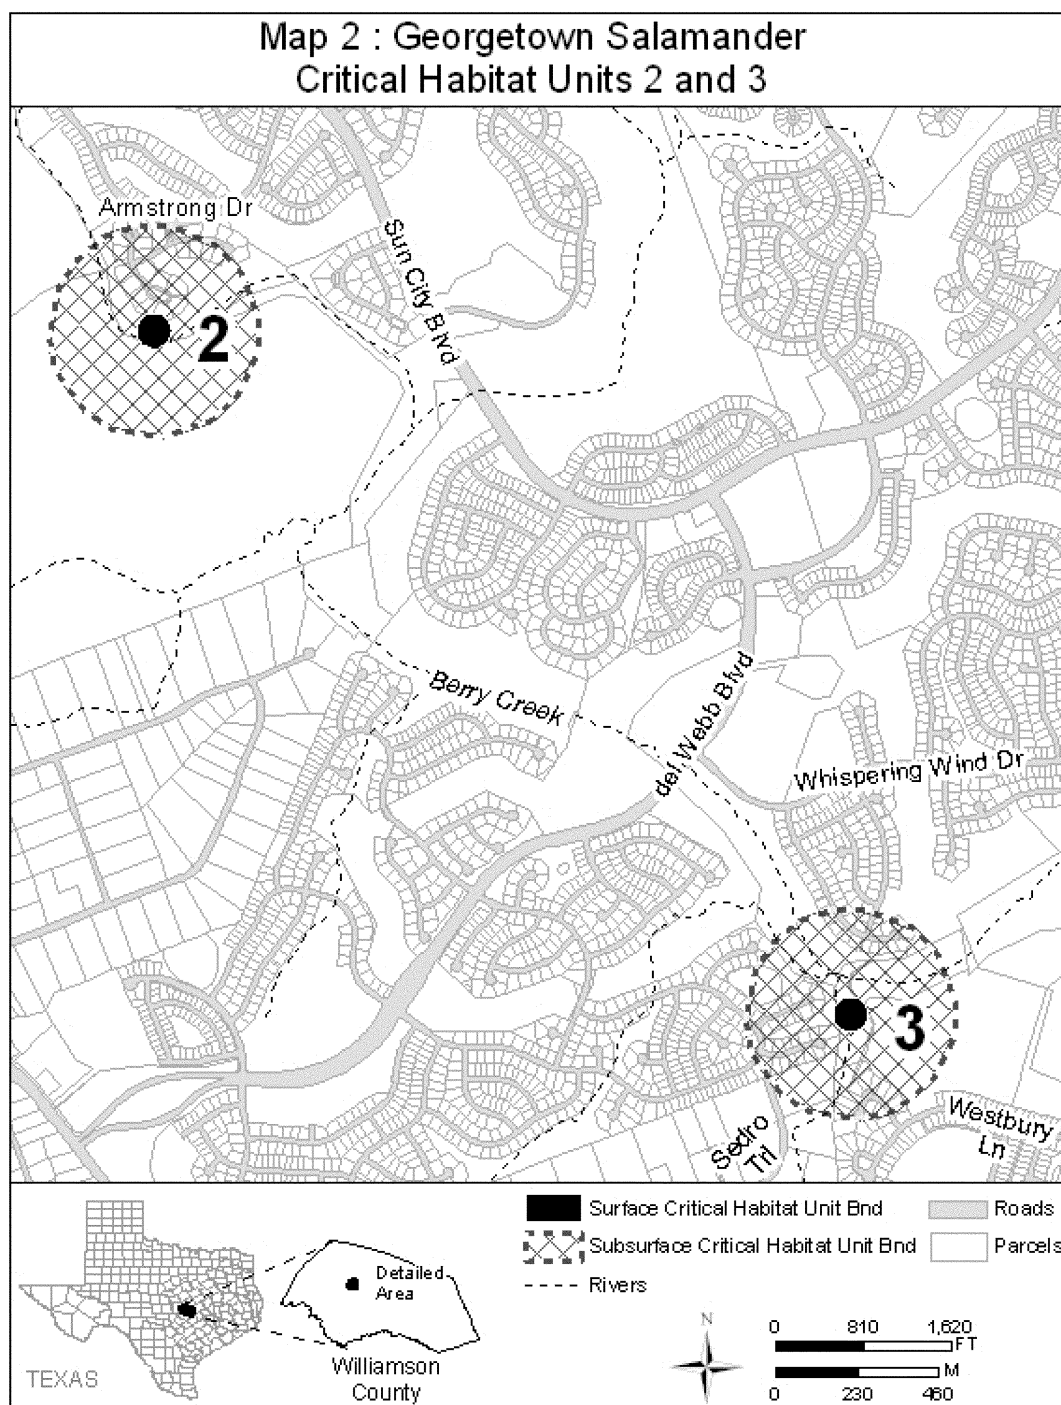 Map 2 : Georgetown Salamander
Critical Habitat Units 2 and 3
Armstrong Dr
Sun City Blvd
2
Berry Creek
del Webb Blvd
Whispering Wind Dr
3
Sedro
Trl
Westbury
Ln
Surface Critical Habitat Unit Bnd
Roads
Subsurface Critical Habitat Unit Bnd
Parcels
Rivers
Detailed
Area
Williamson
County
TEXAS
N
0 810 1,620
FT
M
0 230 460